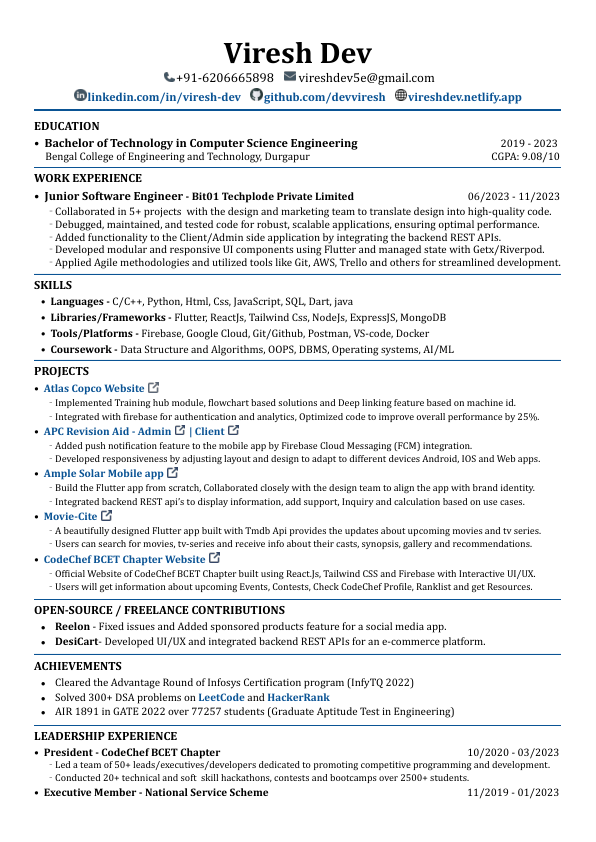 Viresh Dev
+91-6206665898 vireshdev5e@gmail.com
linkedin.com/in/viresh-dev github.com/devviresh vireshdev.netlify.app
EDUCATION
• Bachelor of Technology in Computer Science Engineering 2019 - 2023
Bengal College of Engineering and Technology, Durgapur CGPA: 9.08/10
WORK EXPERIENCE
• Junior Software Engineer - Bit01 Techplode Private Limited 06/2023 - 11/2023
- Collaborated in 5+ projects with the design and marketing team to translate design into high-quality code.
- Debugged, maintained, and tested code for robust, scalable applications, ensuring optimal performance.
- Added functionality to the Client/Admin side application by integrating the backend REST APIs.
- Developed modular and responsive UI components using Flutter and managed state with Getx/Riverpod.
- Applied Agile methodologies and utilized tools like Git, AWS, Trello and others for streamlined development.
SKILLS
• Languages - C/C++, Python, Html, Css, JavaScript, SQL, Dart, java
• Libraries/Frameworks - Flutter, ReactJs, Tailwind Css, NodeJs, ExpressJS, MongoDB
• Tools/Platforms - Firebase, Google Cloud, Git/Github, Postman, VS-code, Docker
• Coursework - Data Structure and Algorithms, OOPS, DBMS, Operating systems, AI/ML
PROJECTS
• Atlas Copco Website
- Implemented Training hub module, flowchart based solutions and Deep linking feature based on machine id.
- Integrated with firebase for authentication and analytics, Optimized code to improve overall performance by 25%.
• APC Revision Aid - Admin | Client
- Added push notification feature to the mobile app by Firebase Cloud Messaging (FCM) integration.
- Developed responsiveness by adjusting layout and design to adapt to different devices Android, IOS and Web apps.
• Ample Solar Mobile app
- Build the Flutter app from scratch, Collaborated closely with the design team to align the app with brand identity.
- Integrated backend REST api's to display information, add support, Inquiry and calculation based on use cases.
• Movie-Cite
- A beautifully designed Flutter app built with Tmdb Api provides the updates about upcoming movies and tv series.
- Users can search for movies, tv-series and receive info about their casts, synopsis, gallery and recommendations.
• CodeChef BCET Chapter Website
- Official Website of CodeChef BCET Chapter built using React.Js, Tailwind CSS and Firebase with Interactive UI/UX.
- Users will get information about upcoming Events, Contests, Check CodeChef Profile, Ranklist and get Resources.
OPEN-SOURCE / FREELANCE CONTRIBUTIONS
• Reelon - Fixed issues and Added sponsored products feature for a social media app.
• DesiCart- Developed UI/UX and integrated backend REST APIs for an e-commerce platform.
ACHIEVEMENTS
• Cleared the Advantage Round of Infosys Certification program (InfyTQ 2022)
• Solved 300+ DSA problems on LeetCode and HackerRank
• AIR 1891 in GATE 2022 over 77257 students (Graduate Aptitude Test in Engineering)
LEADERSHIP EXPERIENCE
• President - CodeChef BCET Chapter 10/2020 - 03/2023
- Led a team of 50+ leads/executives/developers dedicated to promoting competitive programming and development.
- Conducted 20+ technical and soft skill hackathons, contests and bootcamps over 2500+ students.
• Executive Member - National Service Scheme 11/2019 - 01/2023